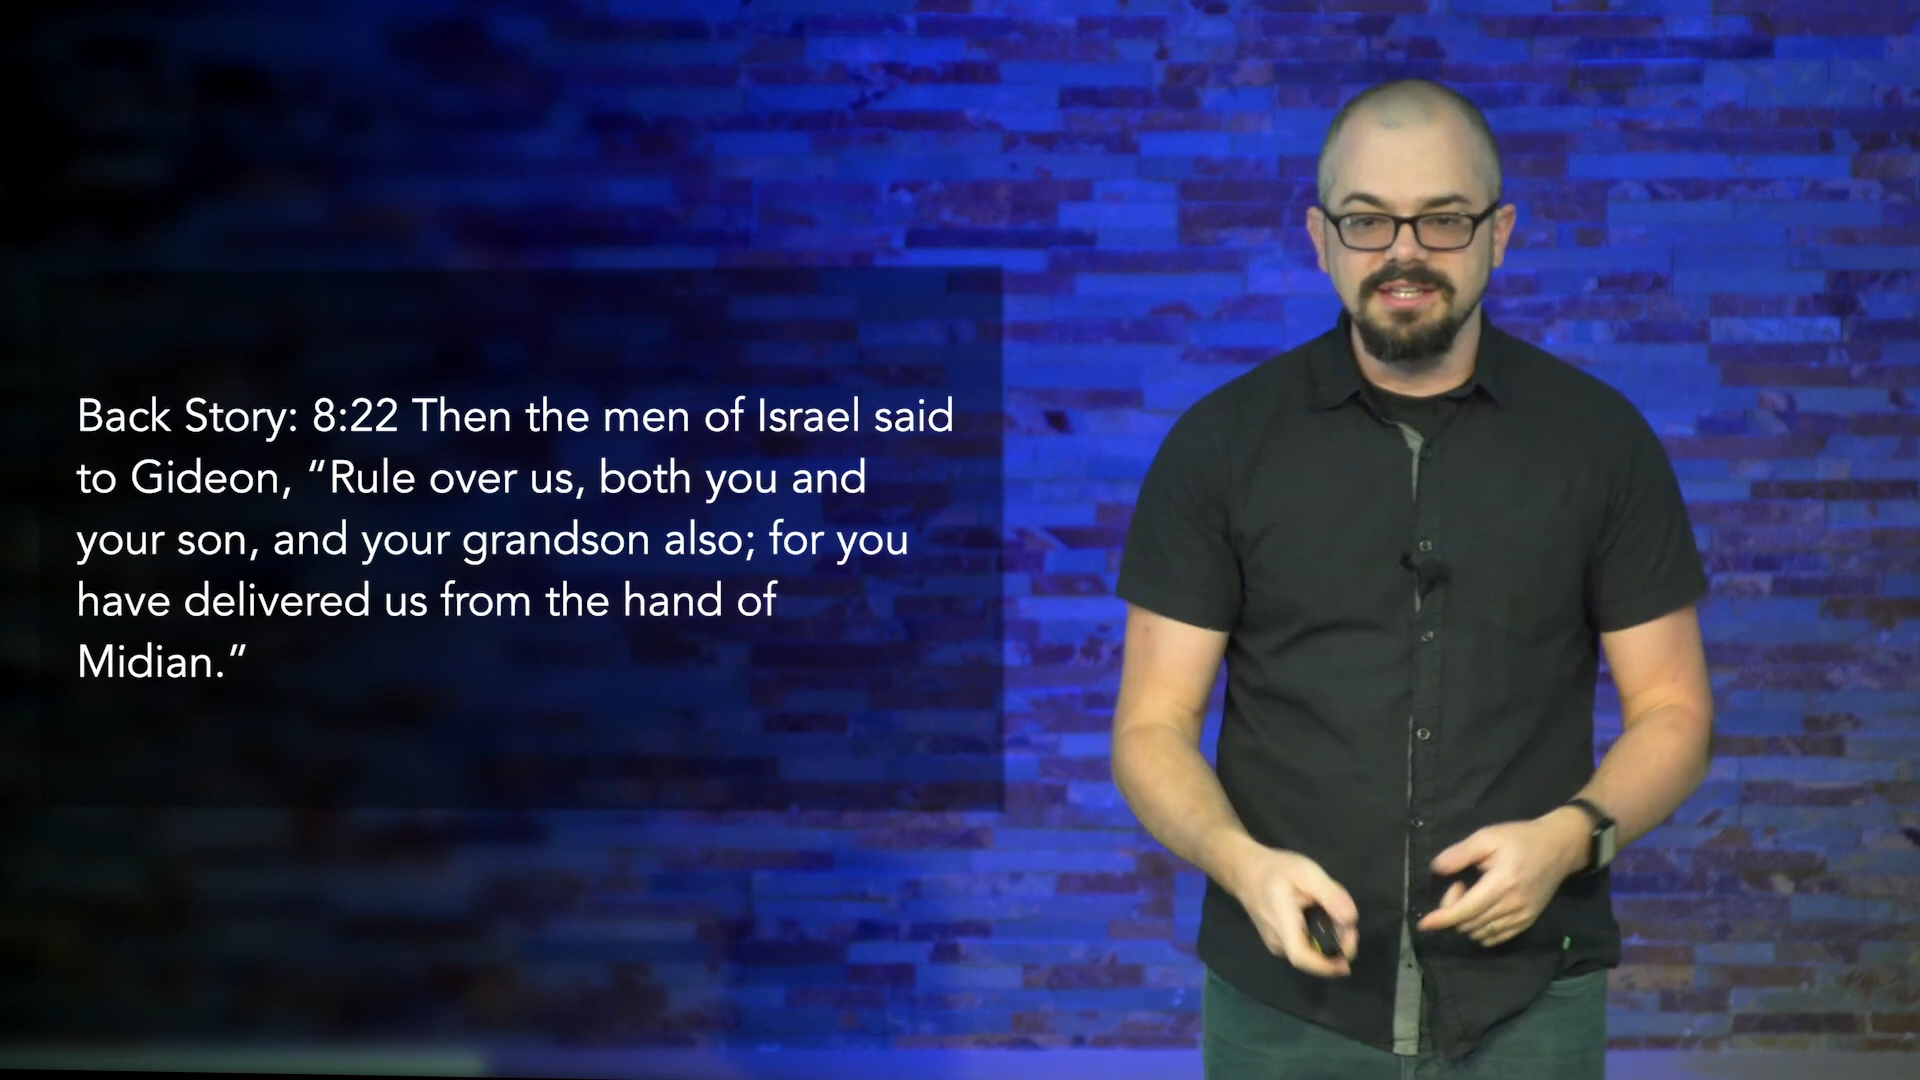 Back Story: 8:22 Then the men of Israel said
to Gideon, “Rule over us, both you and
your son, and your grandson also; for you
have delivered us from the hand of
Midian.”